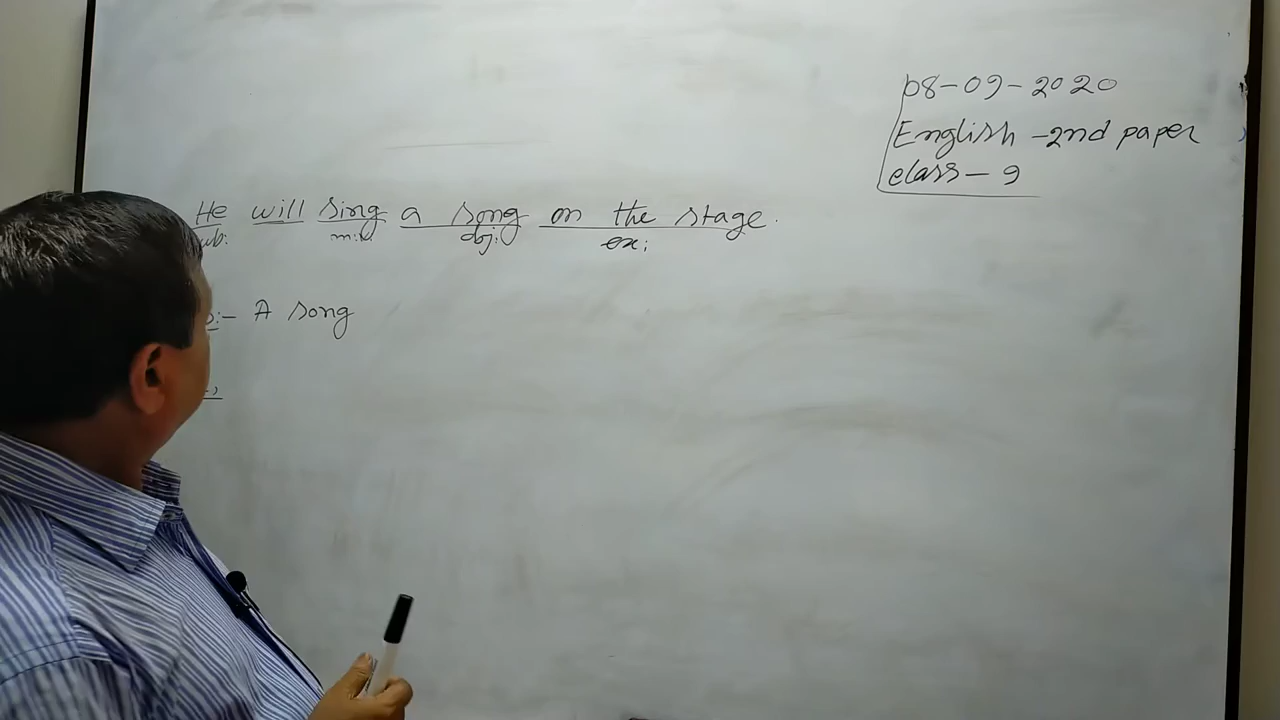 08-09-2020
English -2nd paper
class- 9
He will sing a song on the stage.
sub: m.v. obj: ex:
:- A song